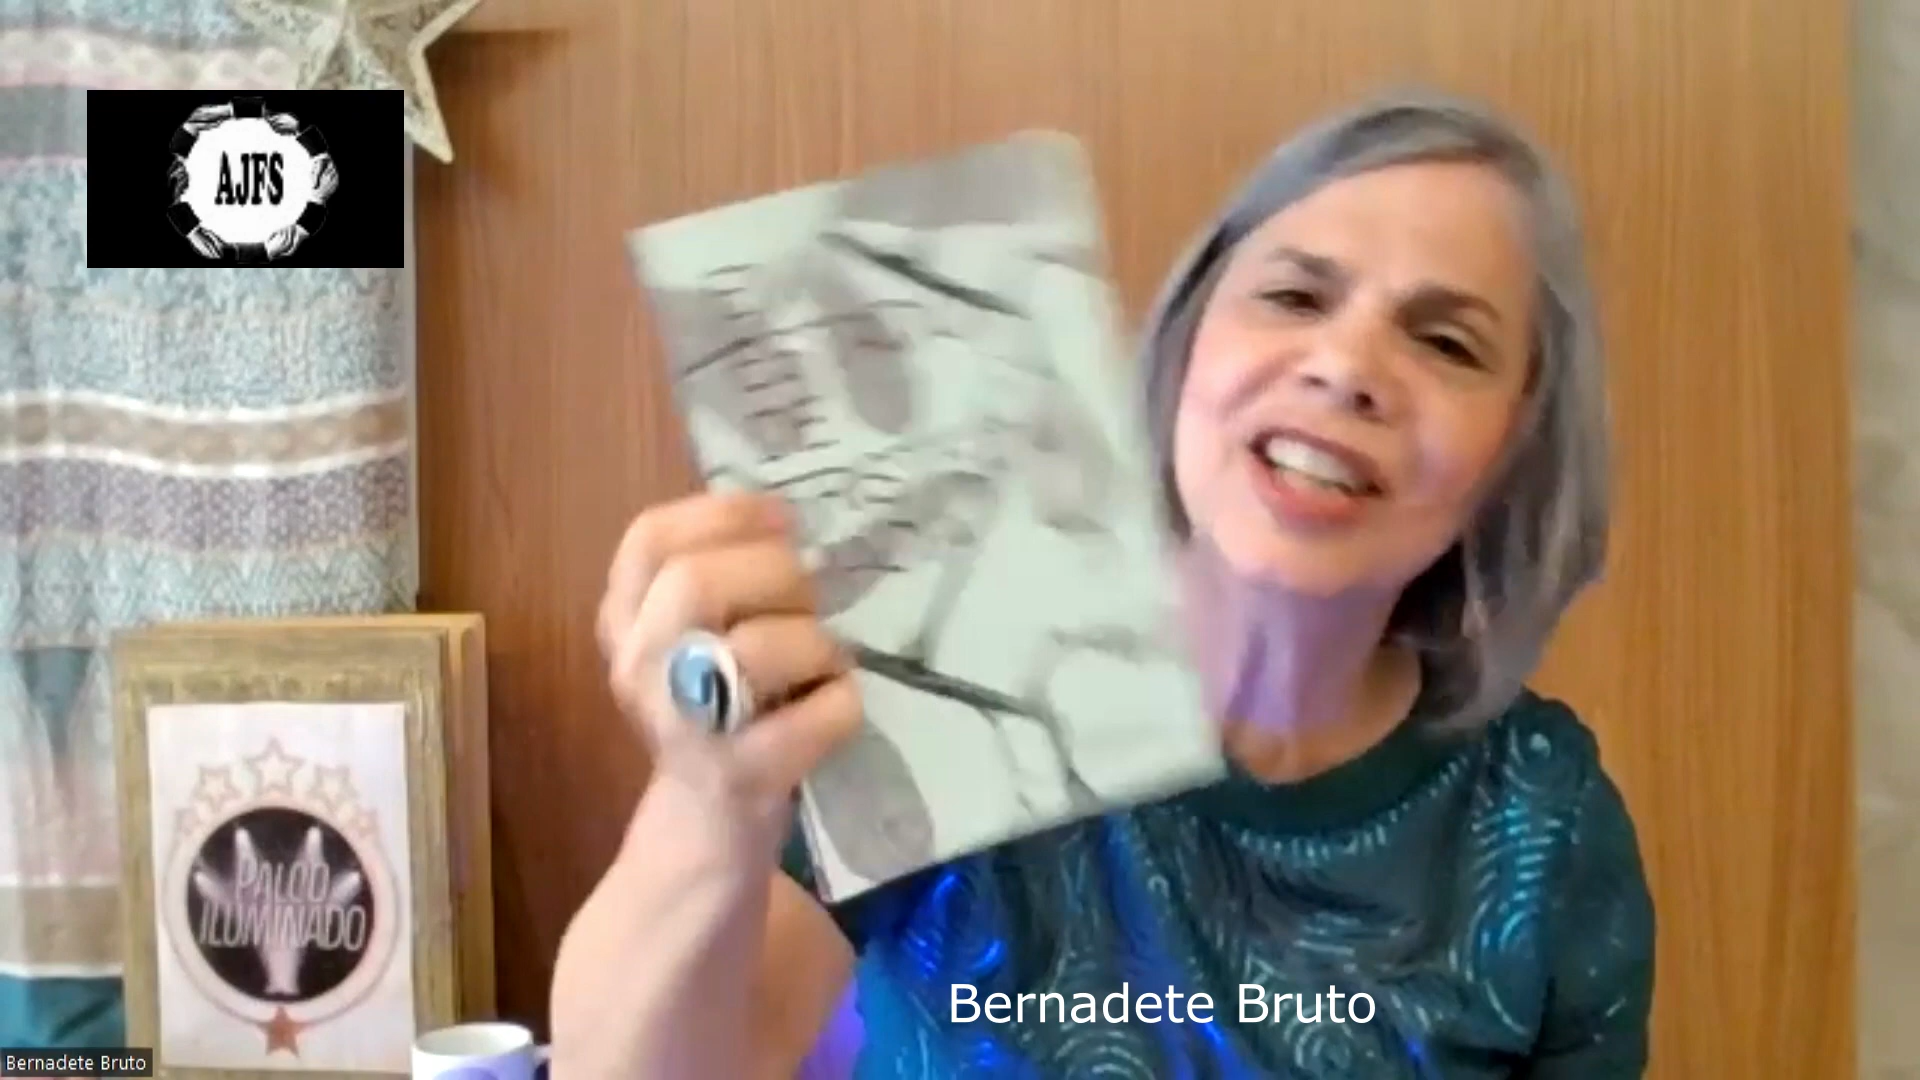 AJFS
PALCO
ILUMINADO
Bernadete Bruto
Bernadete Bruto